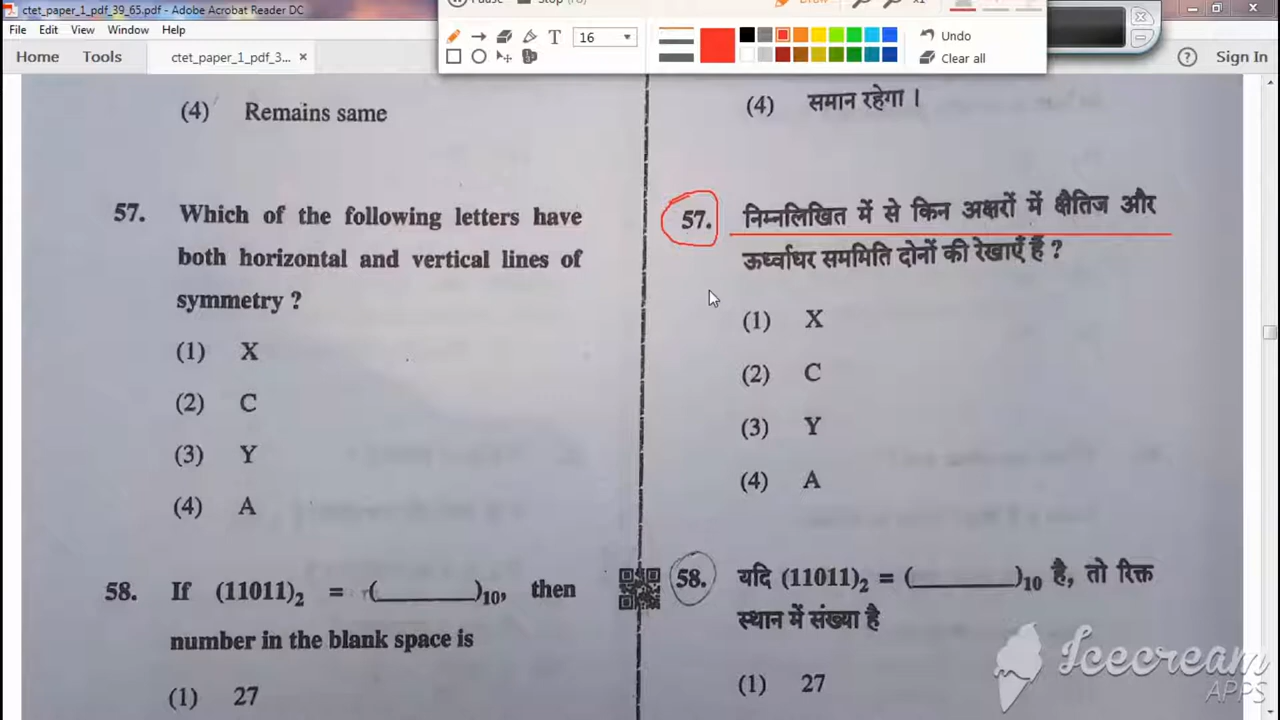 ctet_paper_1_pdf_39_65.pdf - Adobe Acrobat Reader DC
File Edit View Window Help
T 16 Undo
Clear all
Home Tools ctet_paper_1_pdf_3... × Sign In
(4) Remains same
57. Which of the following letters have
both horizontal and vertical lines of
symmetry ?
(1) X
(2) C
(3) Y
(4) A
58. If (11011)₂ = (________)₁₀, then
number in the blank space is
(1) 27
(4) समान रहेगा ।
57. निम्नलिखित में से किन अक्षरों में क्षैतिज और
ऊर्ध्वाधर सममिति दोनों की रेखाएँ हैं ?
(1) X
(2) C
(3) Y
(4) A
58. यदि (11011)₂ = (________)₁₀ है, तो रिक्त
स्थान में संख्या है
(1) 27
Icecream
APPS